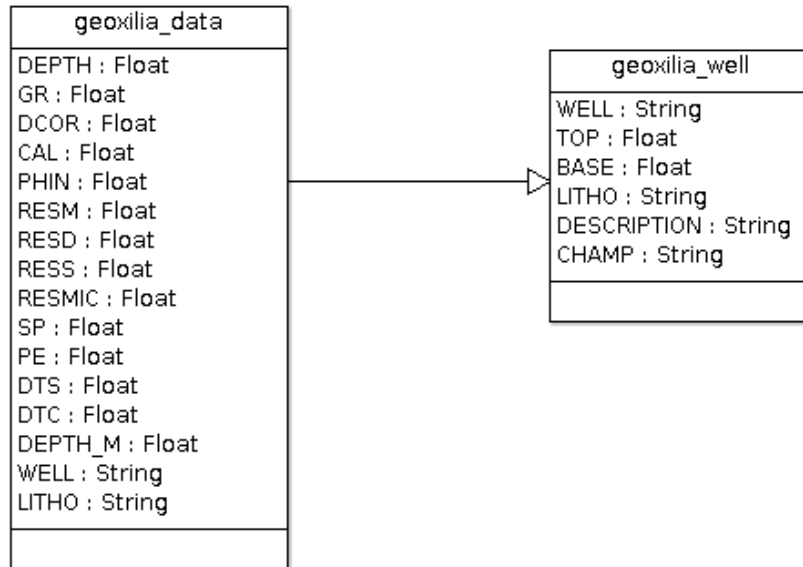 geoxilia_data
DEPTH : Float
GR : Float
DCOR : Float
CAL : Float
PHIN : Float
RESM : Float
RESD : Float
RESS : Float
RESMIC : Float
SP : Float
PE : Float
DTS : Float
DTC : Float
DEPTH_M : Float
WELL : String
LITHO : String
geoxilia_well
WELL : String
TOP : Float
BASE : Float
LITHO : String
DESCRIPTION : String
CHAMP : String